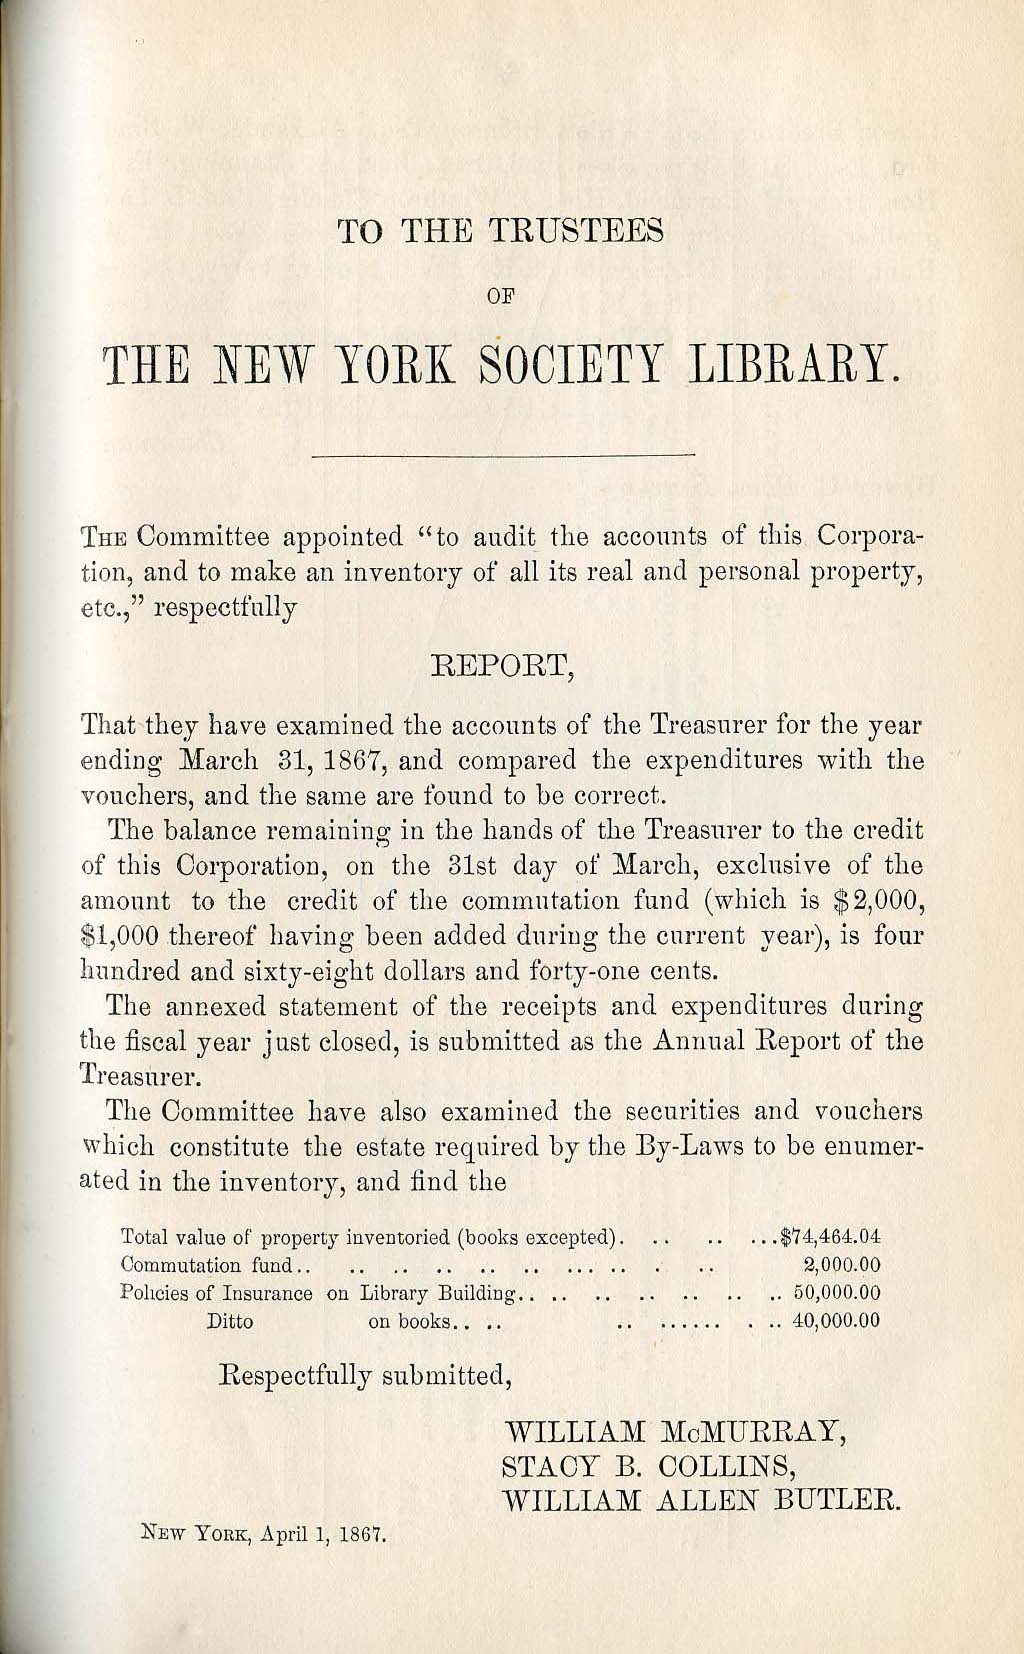 TO THE TRUSTEES
OF
THE NEW YORK SOCIETY LIBRARY.
THE Committee appointed “to audit the accounts of this Corpora-
tion, and to make an inventory of all its real and personal property,
etc.,” respectfully
REPORT,
That they have examined the accounts of the Treasurer for the year
ending March 31, 1867, and compared the expenditures with the
vouchers, and the same are found to be correct.
The balance remaining in the hands of the Treasurer to the credit
of this Corporation, on the 31st day of March, exclusive of the
amount to the credit of the commutation fund (which is $2,000,
$1,000 thereof having been added during the current year), is four
hundred and sixty-eight dollars and forty-one cents.
The annexed statement of the receipts and expenditures during
the fiscal year just closed, is submitted as the Annual Report of the
Treasurer.
The Committee have also examined the securities and vouchers
which constitute the estate required by the By-Laws to be enumer-
ated in the inventory, and find the
Total value of property inventoried (books excepted). .. .. ...$74,464.04
Commutation fund.. .. .. .. .. .. ... .. . .. 2,000.00
Policies of Insurance on Library Building.. .. .. .. .. .. .. 50,000.00
Ditto on books.. .. .. ...... . .. 40,000.00
Respectfully submitted,
WILLIAM McMURRAY,
STACY B. COLLINS,
WILLIAM ALLEN BUTLER.
NEW YORK, April 1, 1867.